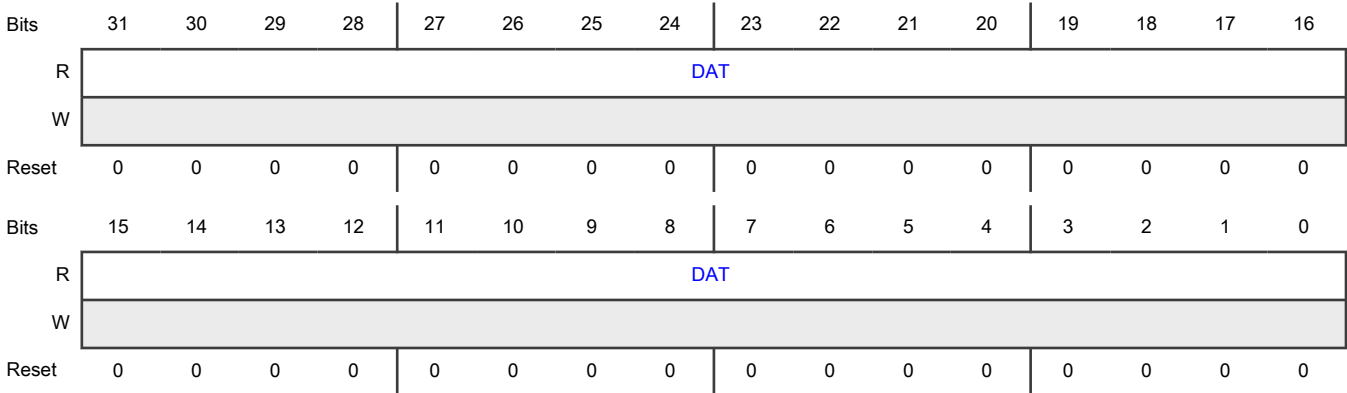 Bits 31 30 29 28 27 26 25 24 23 22 21 20 19 18 17 16
R DAT
W
Reset 0 0 0 0 0 0 0 0 0 0 0 0 0 0 0 0
Bits 15 14 13 12 11 10 9 8 7 6 5 4 3 2 1 0
R DAT
W
Reset 0 0 0 0 0 0 0 0 0 0 0 0 0 0 0 0